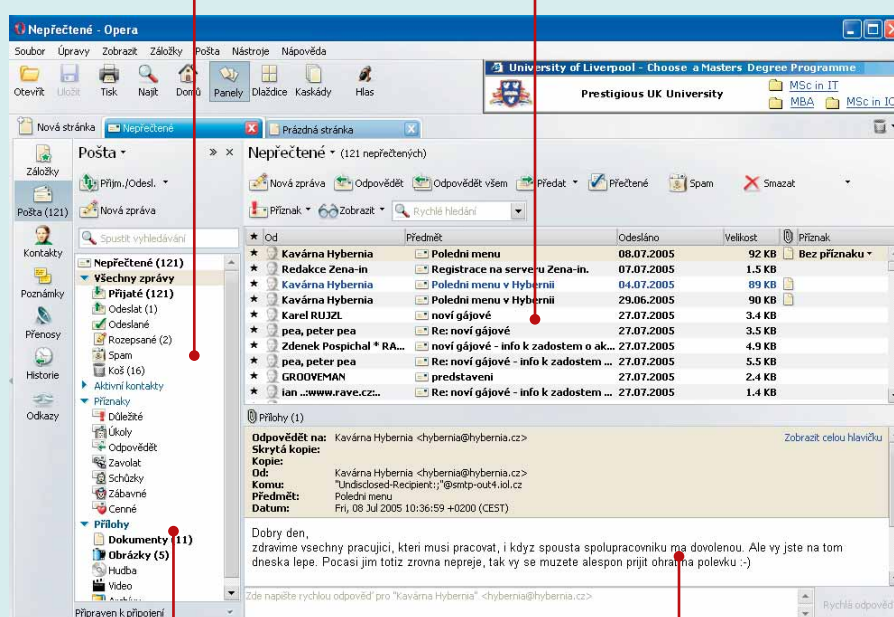 Nepřečtené - Opera
Soubor Úpravy Zobrazit Záložky Pošta Nástroje Nápověda
Otevřít Uložit Tisk Najít Domů Panely Dlaždice Kaskády Hlas
University of Liverpool - Choose a Masters Degree Programme
Prestigious UK University
MSc in IT
MBA MSc in IC
Nová stránka Nepřečtené Prázdná stránka
Záložky
Pošta (121)
Kontakty
Poznámky
Přenosy
Historie
Odkazy
Pošta
Přijm./Odesl.
Nová zpráva
Spustit vyhledávání
Nepřečtené (121)
Všechny zprávy
Přijaté (121)
Odeslat (1)
Odeslané
Rozepsané (2)
Spam
Koš (16)
Aktivní kontakty
Příznaky
Důležité
Úkoly
Odpovědět
Zavolat
Schůzky
Zábavné
Cenné
Přílohy
Dokumenty (11)
Obrázky (5)
Hudba
Video
Archívy
Připraven k připojení
Nepřečtené (121 nepřečtených)
Nová zpráva Odpovědět Odpovědět všem Předat Přečtené Spam Smazat
Příznak Zobrazit Rychlé hledání
Od Předmět Odesláno Velikost Příznak
Kavárna Hybernia Poledni menu 08.07.2005 92 KB Bez příznaku
Redakce Zena-in Registrace na serveru Zena-in. 07.07.2005 1.5 KB
Kavárna Hybernia Poledni menu v Hybernii 04.07.2005 89 KB
Kavárna Hybernia Poledni menu v Hybernii 29.06.2005 90 KB
Karel RUJZL noví gájové 27.07.2005 3.4 KB
pea, peter pea Re: noví gájové 27.07.2005 3.5 KB
Zdenek Pospichal * RA... noví gájové - info k zadostem o ak... 27.07.2005 4.9 KB
pea, peter pea Re: noví gájové - info k zadostem ... 27.07.2005 5.5 KB
GROOVEMAN predstaveni 27.07.2005 2.4 KB
ian ..:www.rave.cz:.. Re: noví gájové - info k zadostem ... 27.07.2005 1.4 KB
Přílohy (1)
Odpovědět na: Kavárna Hybernia <hybernia@hybernia.cz> Zobrazit celou hlavičku
Skrytá kopie:
Kopie:
Od: Kavárna Hybernia <hybernia@hybernia.cz>
Komu: "Undisclosed-Recipient:;"@smtp-out4.iol.cz
Předmět: Poledni menu
Datum: Fri, 08 Jul 2005 10:36:59 +0200 (CEST)
Dobry den,
zdravime vsechny pracujici, kteri musi pracovat, i kdyz spousta spolupracovniku ma dovolenou. Ale vy jste na tom
dneska lepe. Pocasi jim totiz zrovna nepreje, tak vy se muzete alespon prijit ohrat na polevku :-)
Zde napište rychlou odpověď pro "Kavárna Hybernia" <hybernia@hybernia.cz>
Rychlá odpověď